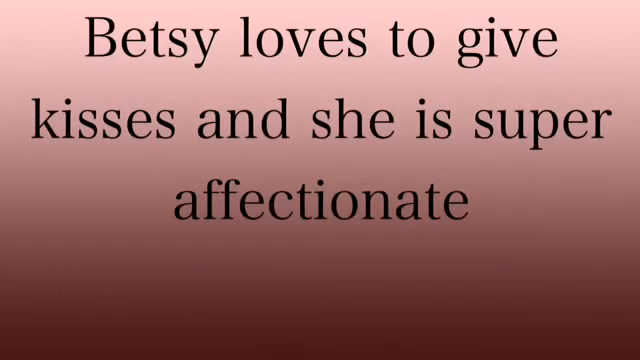 Betsy loves to give
kisses and she is super
affectionate